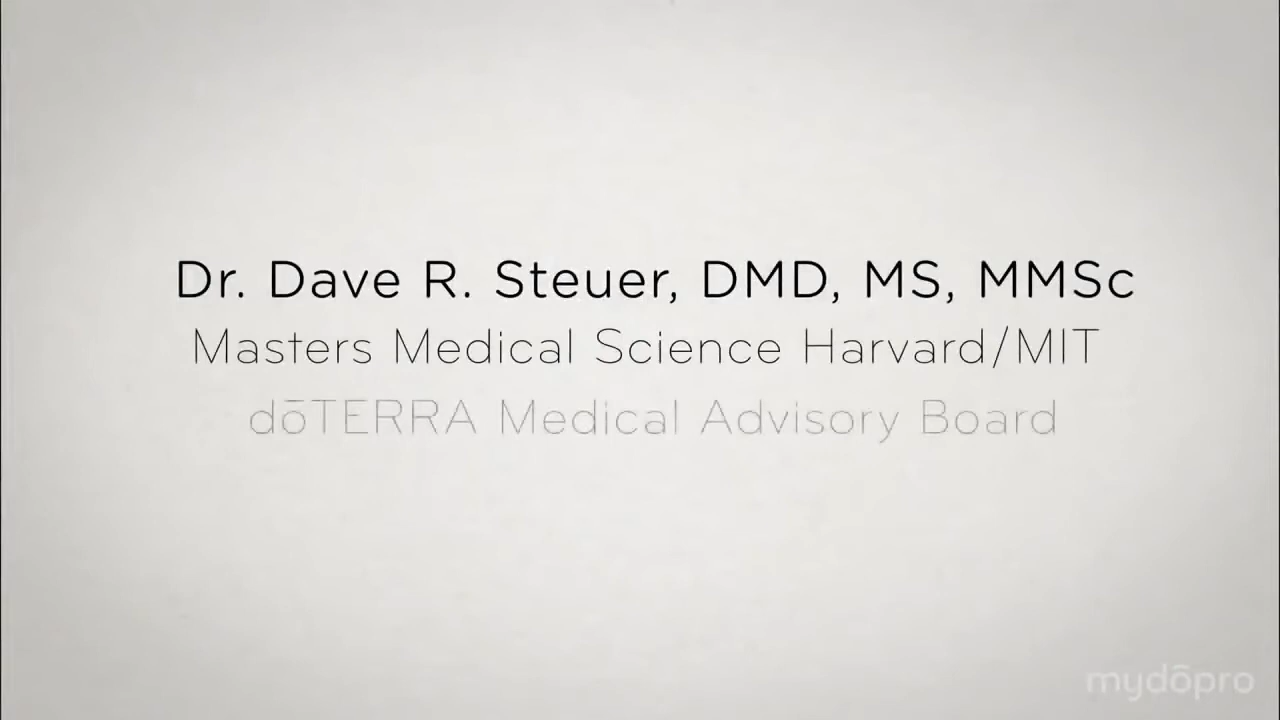 Dr. Dave R. Steuer, DMD, MS, MMSc
Masters Medical Science Harvard/MIT
dōTERRA Medical Advisory Board
mydōpro